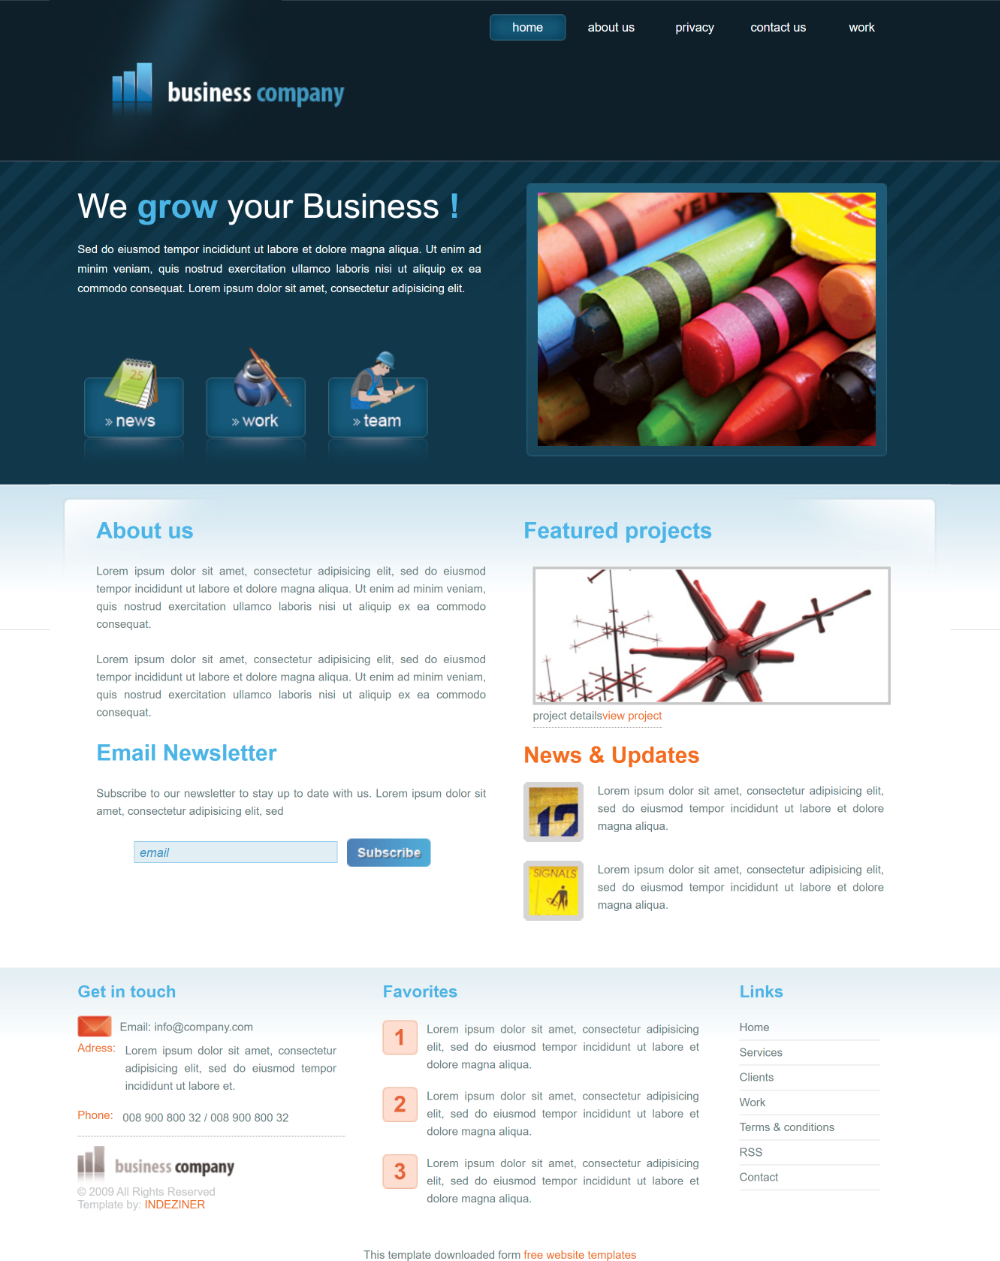 home about us privacy contact us work
business company
We grow your Business !
Sed do eiusmod tempor incididunt ut labore et dolore magna aliqua. Ut enim ad
minim veniam, quis nostrud exercitation ullamco laboris nisi ut aliquip ex ea
commodo consequat. Lorem ipsum dolor sit amet, consectetur adipisicing elit.
YELL
25
» news
» work
» team
About us
Lorem ipsum dolor sit amet, consectetur adipisicing elit, sed do eiusmod
tempor incididunt ut labore et dolore magna aliqua. Ut enim ad minim veniam,
quis nostrud exercitation ullamco laboris nisi ut aliquip ex ea commodo
consequat.
Lorem ipsum dolor sit amet, consectetur adipisicing elit, sed do eiusmod
tempor incididunt ut labore et dolore magna aliqua. Ut enim ad minim veniam,
quis nostrud exercitation ullamco laboris nisi ut aliquip ex ea commodo
consequat.
Email Newsletter
Subscribe to our newsletter to stay up to date with us. Lorem ipsum dolor sit
amet, consectetur adipisicing elit, sed
email
Subscribe
Featured projects
project detailsview project
News & Updates
12
Lorem ipsum dolor sit amet, consectetur adipisicing elit,
sed do eiusmod tempor incididunt ut labore et dolore
magna aliqua.
SIGNALS
Lorem ipsum dolor sit amet, consectetur adipisicing elit,
sed do eiusmod tempor incididunt ut labore et dolore
magna aliqua.
Get in touch
Email: info@company.com
Adress:
Lorem ipsum dolor sit amet, consectetur
adipisicing elit, sed do eiusmod tempor
incididunt ut labore et.
Phone: 008 900 800 32 / 008 900 800 32
business company
© 2009 All Rights Reserved
Template by: INDEZINER
Favorites
1
Lorem ipsum dolor sit amet, consectetur adipisicing
elit, sed do eiusmod tempor incididunt ut labore et
dolore magna aliqua.
2
Lorem ipsum dolor sit amet, consectetur adipisicing
elit, sed do eiusmod tempor incididunt ut labore et
dolore magna aliqua.
3
Lorem ipsum dolor sit amet, consectetur adipisicing
elit, sed do eiusmod tempor incididunt ut labore et
dolore magna aliqua.
Links
Home
Services
Clients
Work
Terms & conditions
RSS
Contact
This template downloaded form free website templates